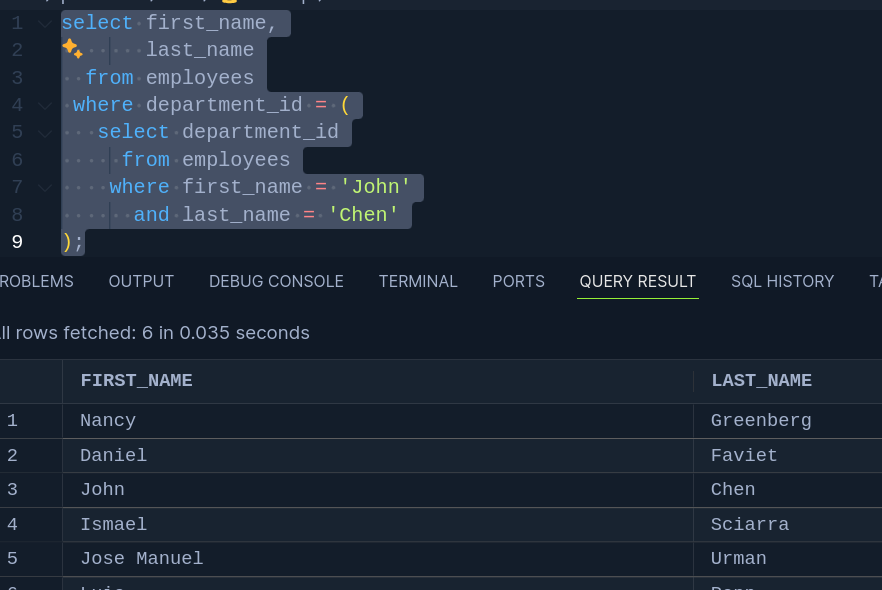 1 select first_name,
2 last_name
3 from employees
4 where department_id = (
5 select department_id
6 from employees
7 where first_name = 'John'
8 and last_name = 'Chen'
9 );
ROBLEMS OUTPUT DEBUG CONSOLE TERMINAL PORTS QUERY RESULT SQL HISTORY TA
ll rows fetched: 6 in 0.035 seconds
FIRST_NAME LAST_NAME
1 Nancy Greenberg
2 Daniel Faviet
3 John Chen
4 Ismael Sciarra
5 Jose Manuel Urman